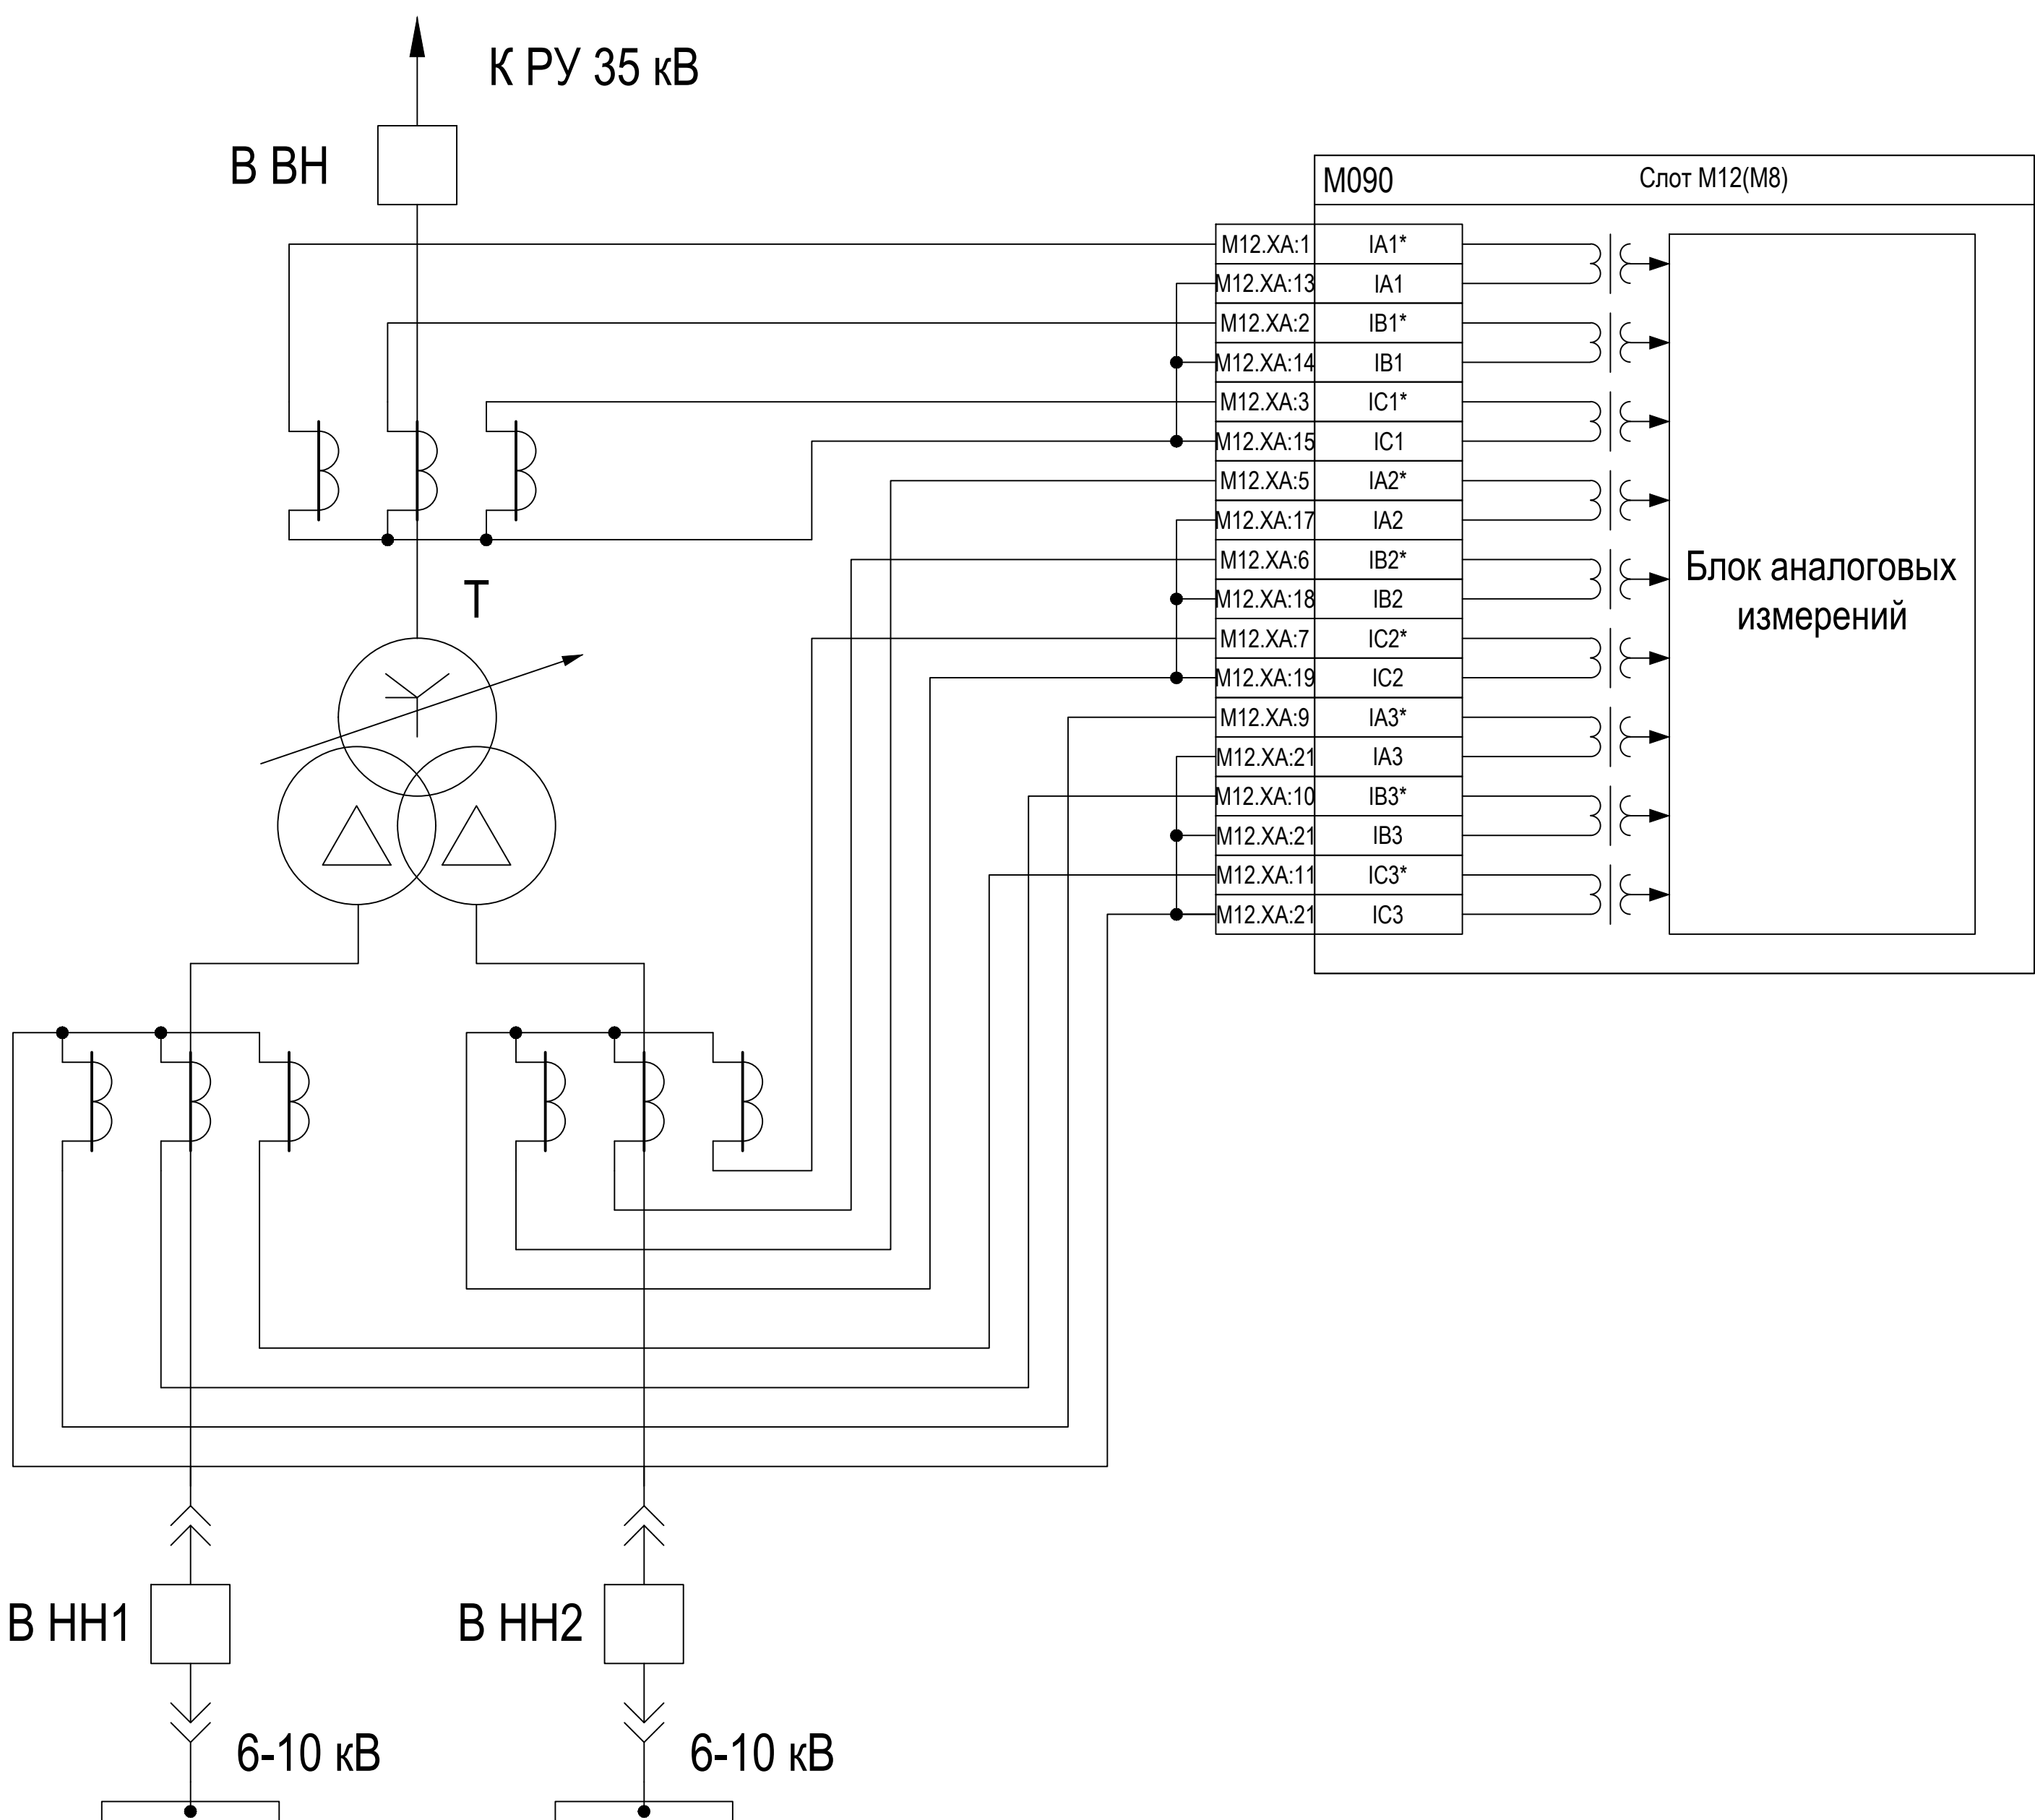 К РУ 35 кВ
В ВН
М090 Слот М12(М8)
М12.ХА:1 IA1*
М12.ХА:13 IA1
М12.ХА:2 IB1*
М12.ХА:14 IB1
М12.ХА:3 IC1*
М12.ХА:15 IC1
М12.ХА:5 IA2*
М12.ХА:17 IA2
М12.ХА:6 IB2*
М12.ХА:18 IB2
М12.ХА:7 IC2*
М12.ХА:19 IC2
М12.ХА:9 IA3*
М12.ХА:21 IA3
М12.ХА:10 IB3*
М12.ХА:21 IB3
М12.ХА:11 IC3*
М12.ХА:21 IC3
Блок аналоговых
измерений
Т
В НН1
В НН2
6-10 кВ
6-10 кВ